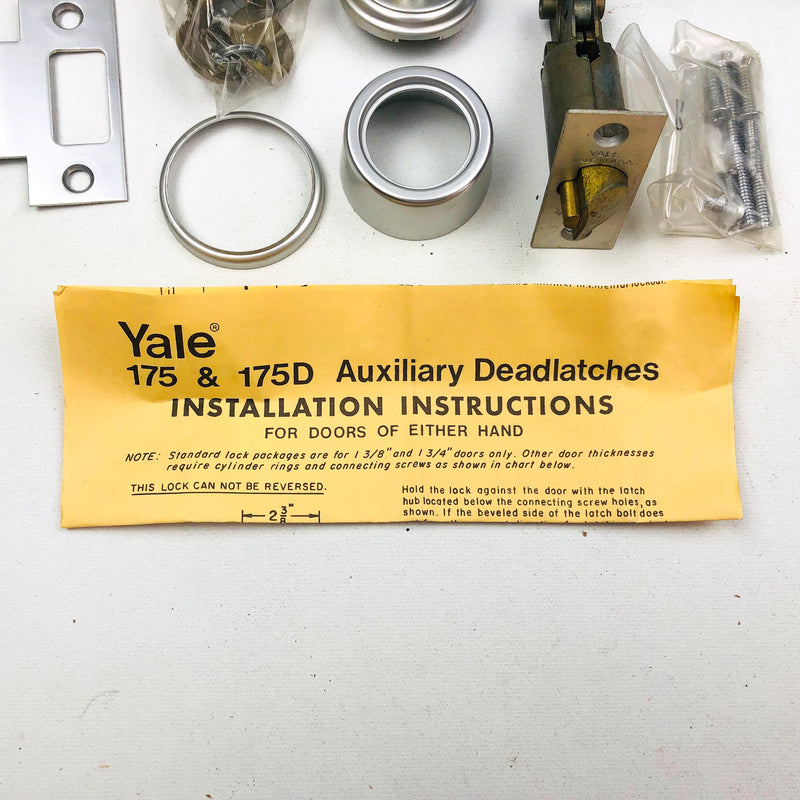 YALE
accidental lockout.
Yale®
175 & 175D Auxiliary Deadlatches
INSTALLATION INSTRUCTIONS
FOR DOORS OF EITHER HAND
NOTE: Standard lock packages are for 1 3/8" and 1 3/4" doors only. Other door thicknesses
require cylinder rings and connecting screws as shown in chart below.
THIS LOCK CAN NOT BE REVERSED.
2 3/8"
Hold the lock against the door with the latch
hub located below the connecting screw holes, as
shown. If the beveled side of the latch bolt does